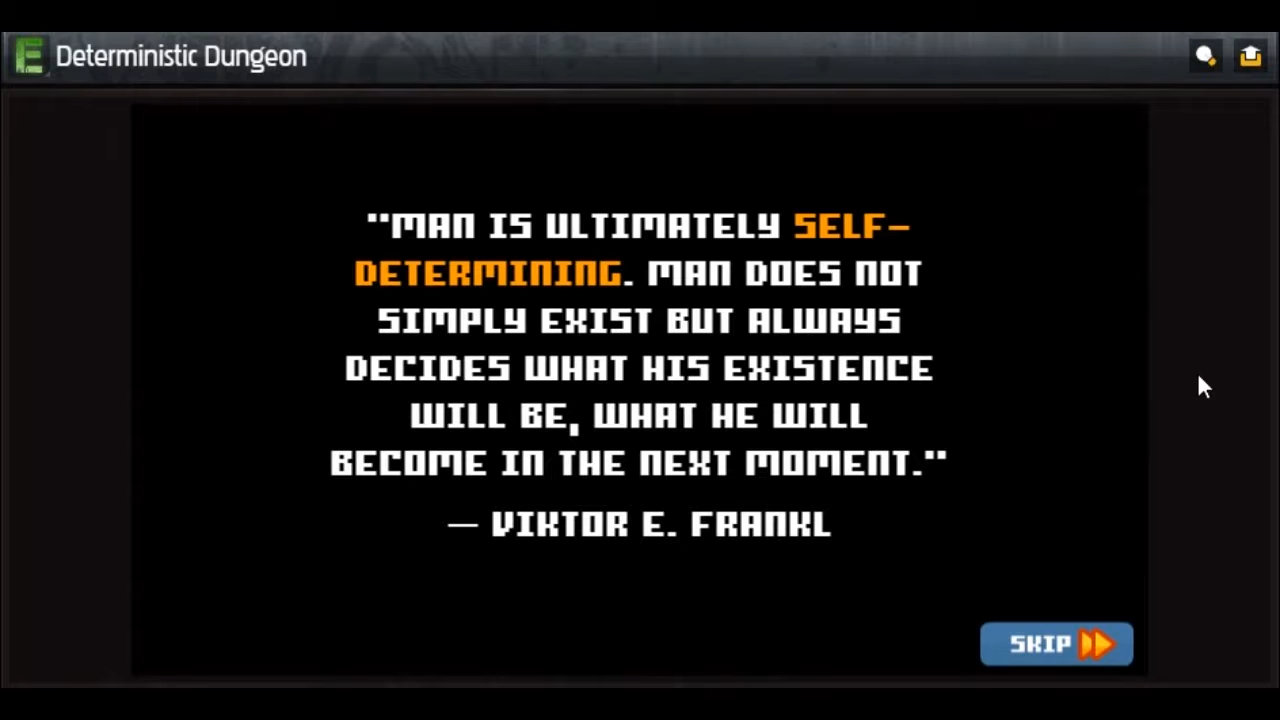 Deterministic Dungeon
"MAN IS ULTIMATELY SELF-
DETERMINING. MAN DOES NOT
SIMPLY EXIST BUT ALWAYS
DECIDES WHAT HIS EXISTENCE
WILL BE, WHAT HE WILL
BECOME IN THE NEXT MOMENT."
— VIKTOR E. FRANKL
SKIP